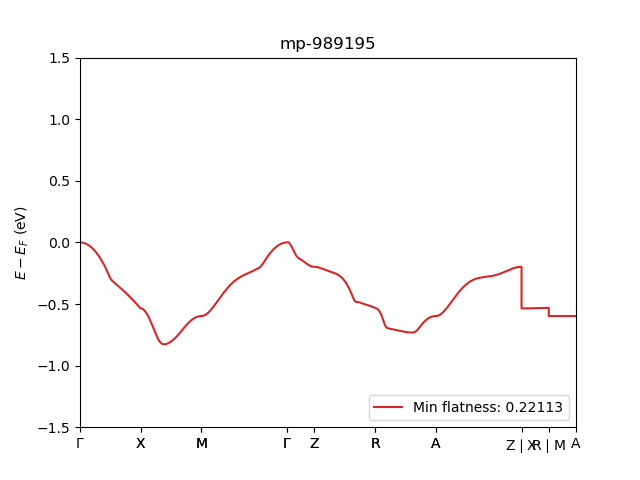 mp-989195
E − E_F (eV)
1.5
1.0
0.5
0.0
−0.5
−1.0
−1.5
Min flatness: 0.22113
Γ X M Γ Z R A Z | X R | M A